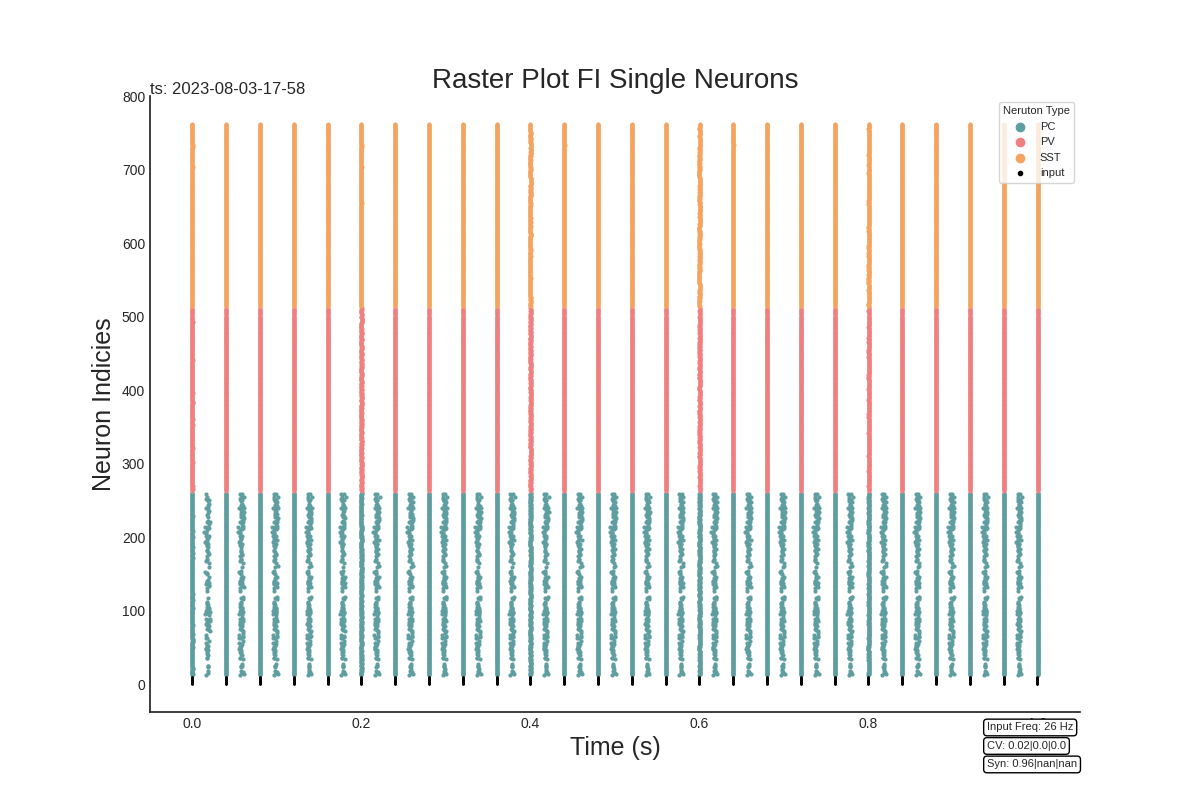 Raster Plot FI Single Neurons
ts: 2023-08-03-17-58
Neruton Type
PC
PV
SST
input
Neuron Indicies
800
700
600
500
400
300
200
100
0
0.0 0.2 0.4 0.6 0.8
Time (s)
Input Freq: 26 Hz
CV: 0.02|0.0|0.0
Syn: 0.96|nan|nan